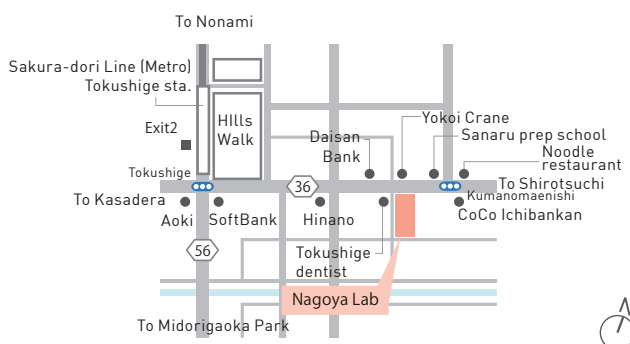 To Nonami
Sakura-dori Line (Metro)
Tokushige sta.
Exit2
HIlls
Walk
Yokoi Crane
Daisan
Bank
Sanaru prep school
Noodle
restaurant
Tokushige
36
To Shirotsuchi
To Kasadera
Kumanomaenishi
Aoki
SoftBank
Hinano
CoCo Ichibankan
56
Tokushige
dentist
Nagoya Lab
To Midorigaoka Park
A